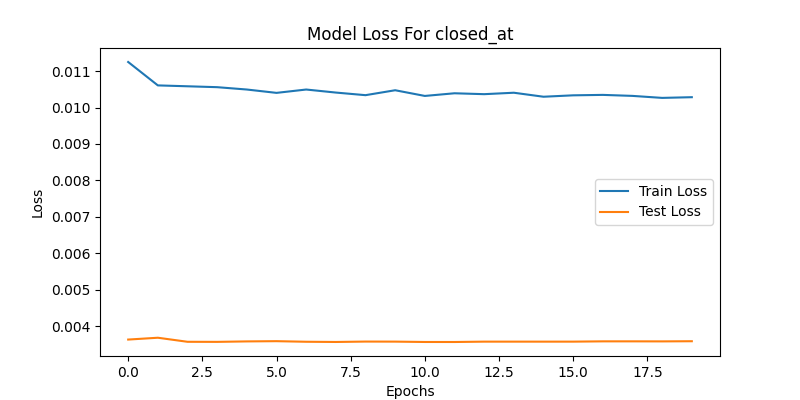 Model Loss For closed_at
Loss
0.011
0.010
0.009
0.008
0.007
0.006
0.005
0.004
Train Loss
Test Loss
0.0 2.5 5.0 7.5 10.0 12.5 15.0 17.5
Epochs